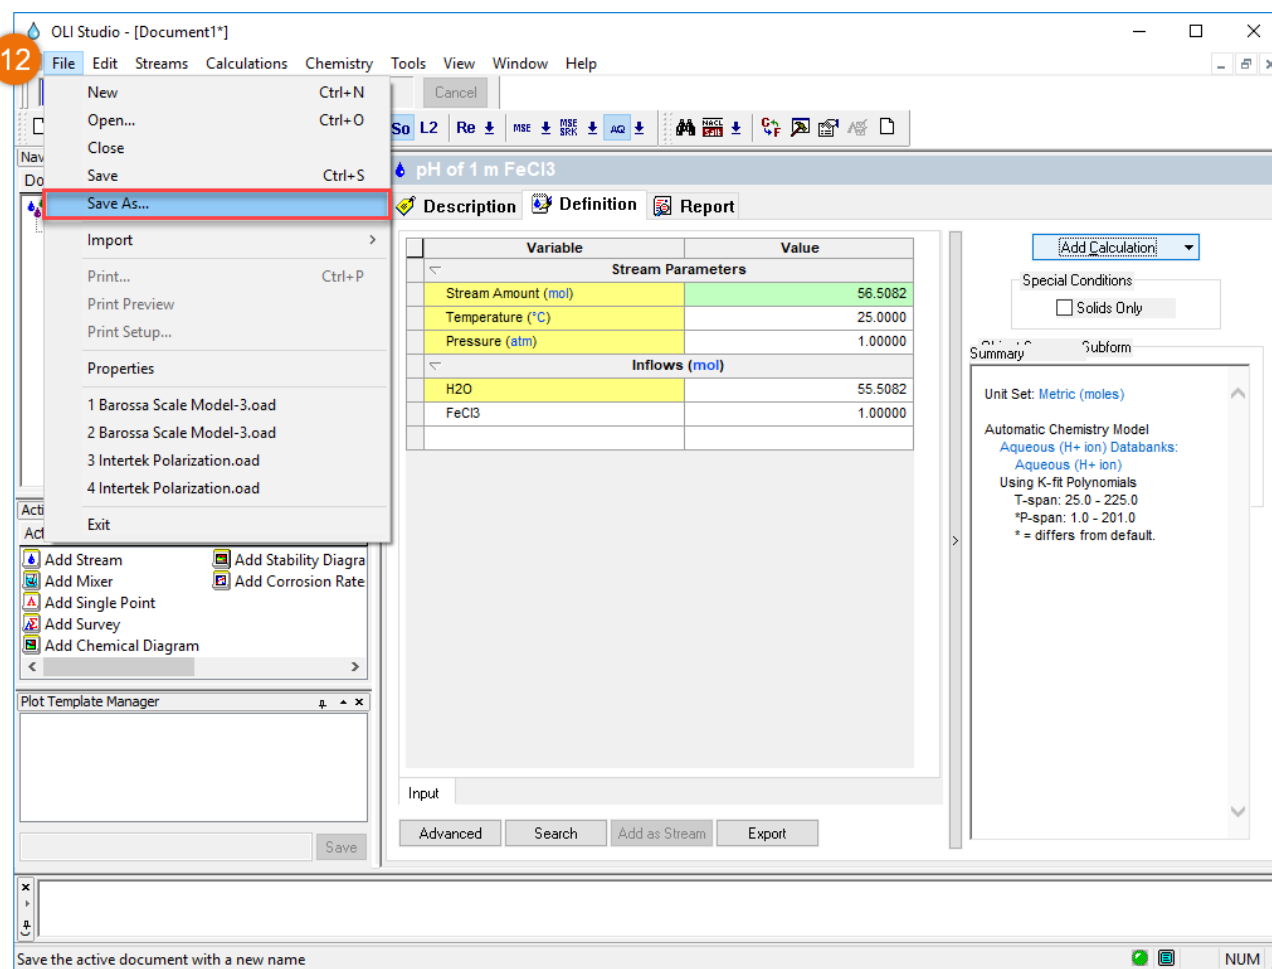 OLI Studio - [Document1*]
12
File Edit Streams Calculations Chemistry Tools View Window Help
New Ctrl+N
Cancel
Open... Ctrl+O
So L2 Re MSE MSE SRK AQ NACL Salt C F
Close
Nav
Save Ctrl+S
pH of 1 m FeCl3
Do
Save As...
Description Definition Report
Import
Print... Ctrl+P
Print Preview
Print Setup...
Properties
1 Barossa Scale Model-3.oad
2 Barossa Scale Model-3.oad
3 Intertek Polarization.oad
4 Intertek Polarization.oad
Exit
Variable Value
Stream Parameters
Stream Amount (mol) 56.5082
Temperature (°C) 25.0000
Pressure (atm) 1.00000
Inflows (mol)
H2O 55.5082
FeCl3 1.00000
Add Calculation
Special Conditions
Solids Only
Subform
Summary
Unit Set: Metric (moles)
Automatic Chemistry Model
Aqueous (H+ ion) Databanks:
Aqueous (H+ ion)
Using K-fit Polynomials
T-span: 25.0 - 225.0
*P-span: 1.0 - 201.0
* = differs from default.
Acti
Act
Add Stream Add Stability Diagra
Add Mixer Add Corrosion Rate
Add Single Point
Add Survey
Add Chemical Diagram
Plot Template Manager
Save
Input
Advanced Search Add as Stream Export
Save the active document with a new name NUM